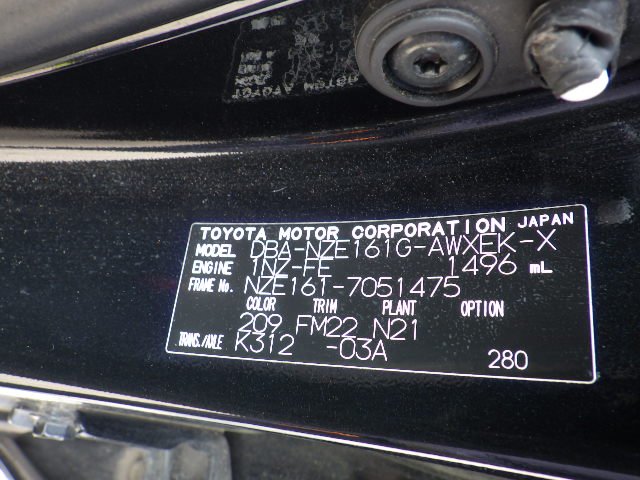 TOYOTA MOTOR CORPORATION JAPAN
MODEL DBA-NZE161G-AWXEK-X
ENGINE 1NZ-FE 1496 mL
FRAME No. NZE161-7051475
COLOR TRIM PLANT OPTION
209 FM22 N21
TRANS./AXLE K312 -03A
280